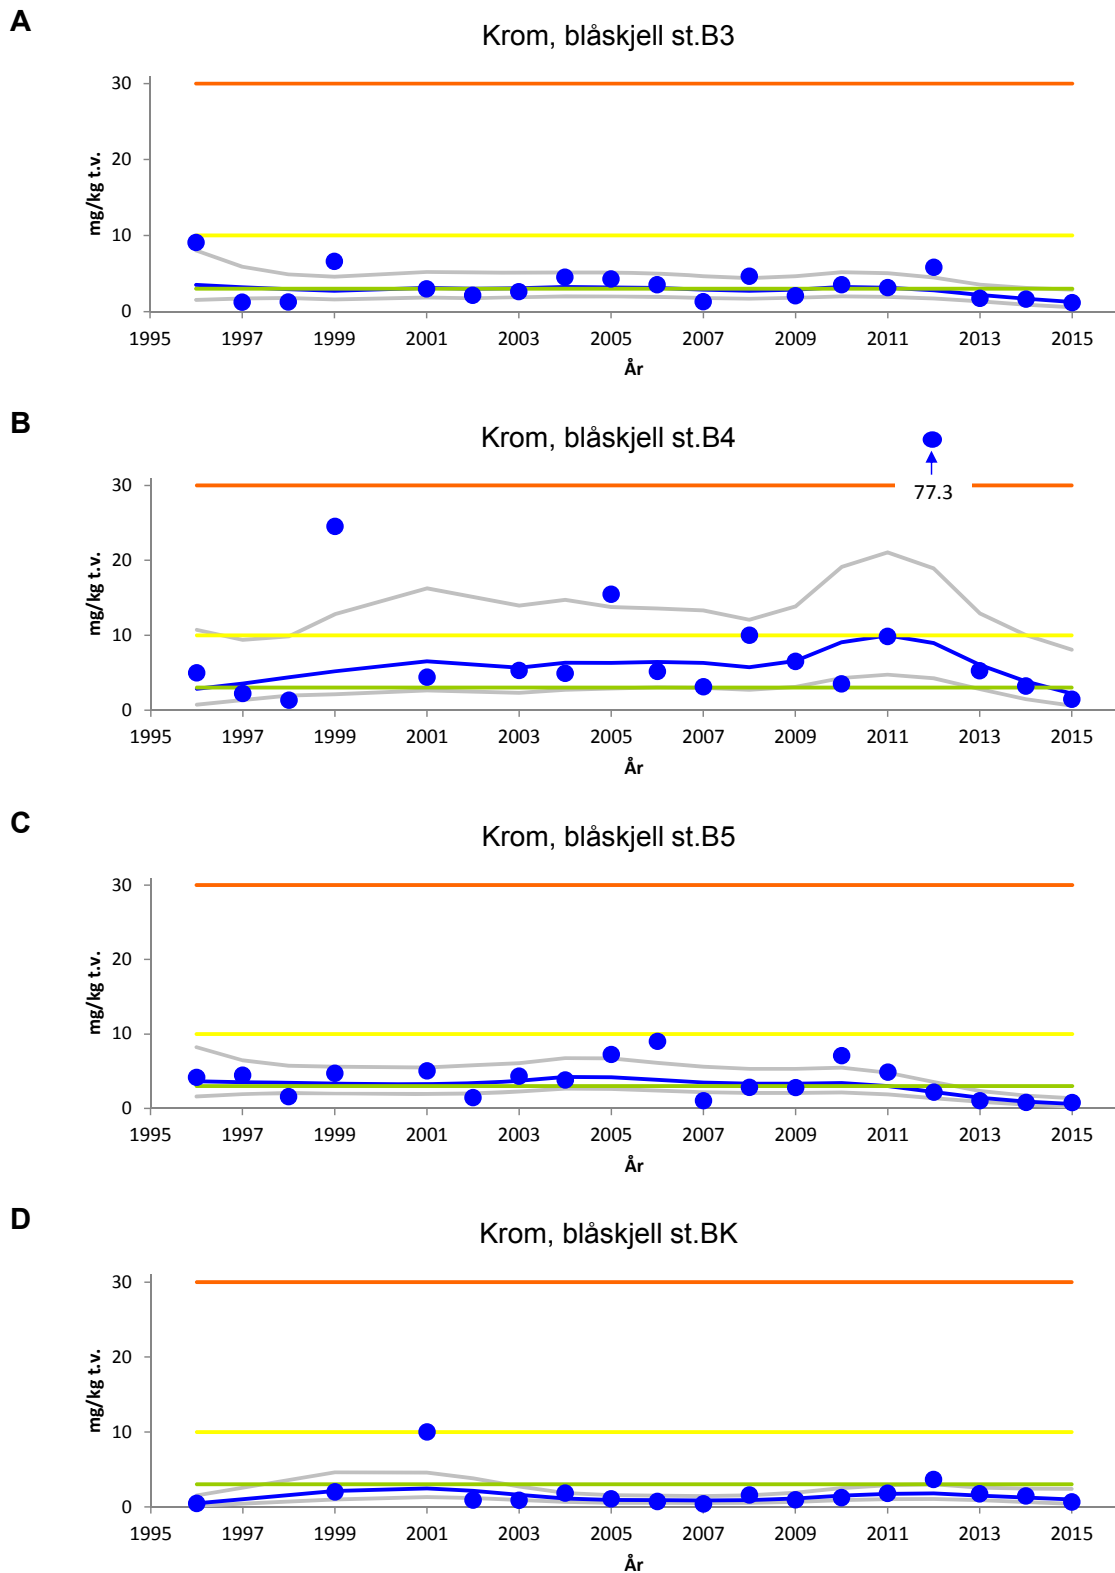 A
Krom, blåskjell st.B3
30
20
10
0
mg/kg t.v.
1995 1997 1999 2001 2003 2005 2007 2009 2011 2013 2015
År
B
Krom, blåskjell st.B4
77.3
30
20
10
0
mg/kg t.v.
1995 1997 1999 2001 2003 2005 2007 2009 2011 2013 2015
År
C
Krom, blåskjell st.B5
30
20
10
0
mg/kg t.v.
1995 1997 1999 2001 2003 2005 2007 2009 2011 2013 2015
År
D
Krom, blåskjell st.BK
30
20
10
0
mg/kg t.v.
1995 1997 1999 2001 2003 2005 2007 2009 2011 2013 2015
År